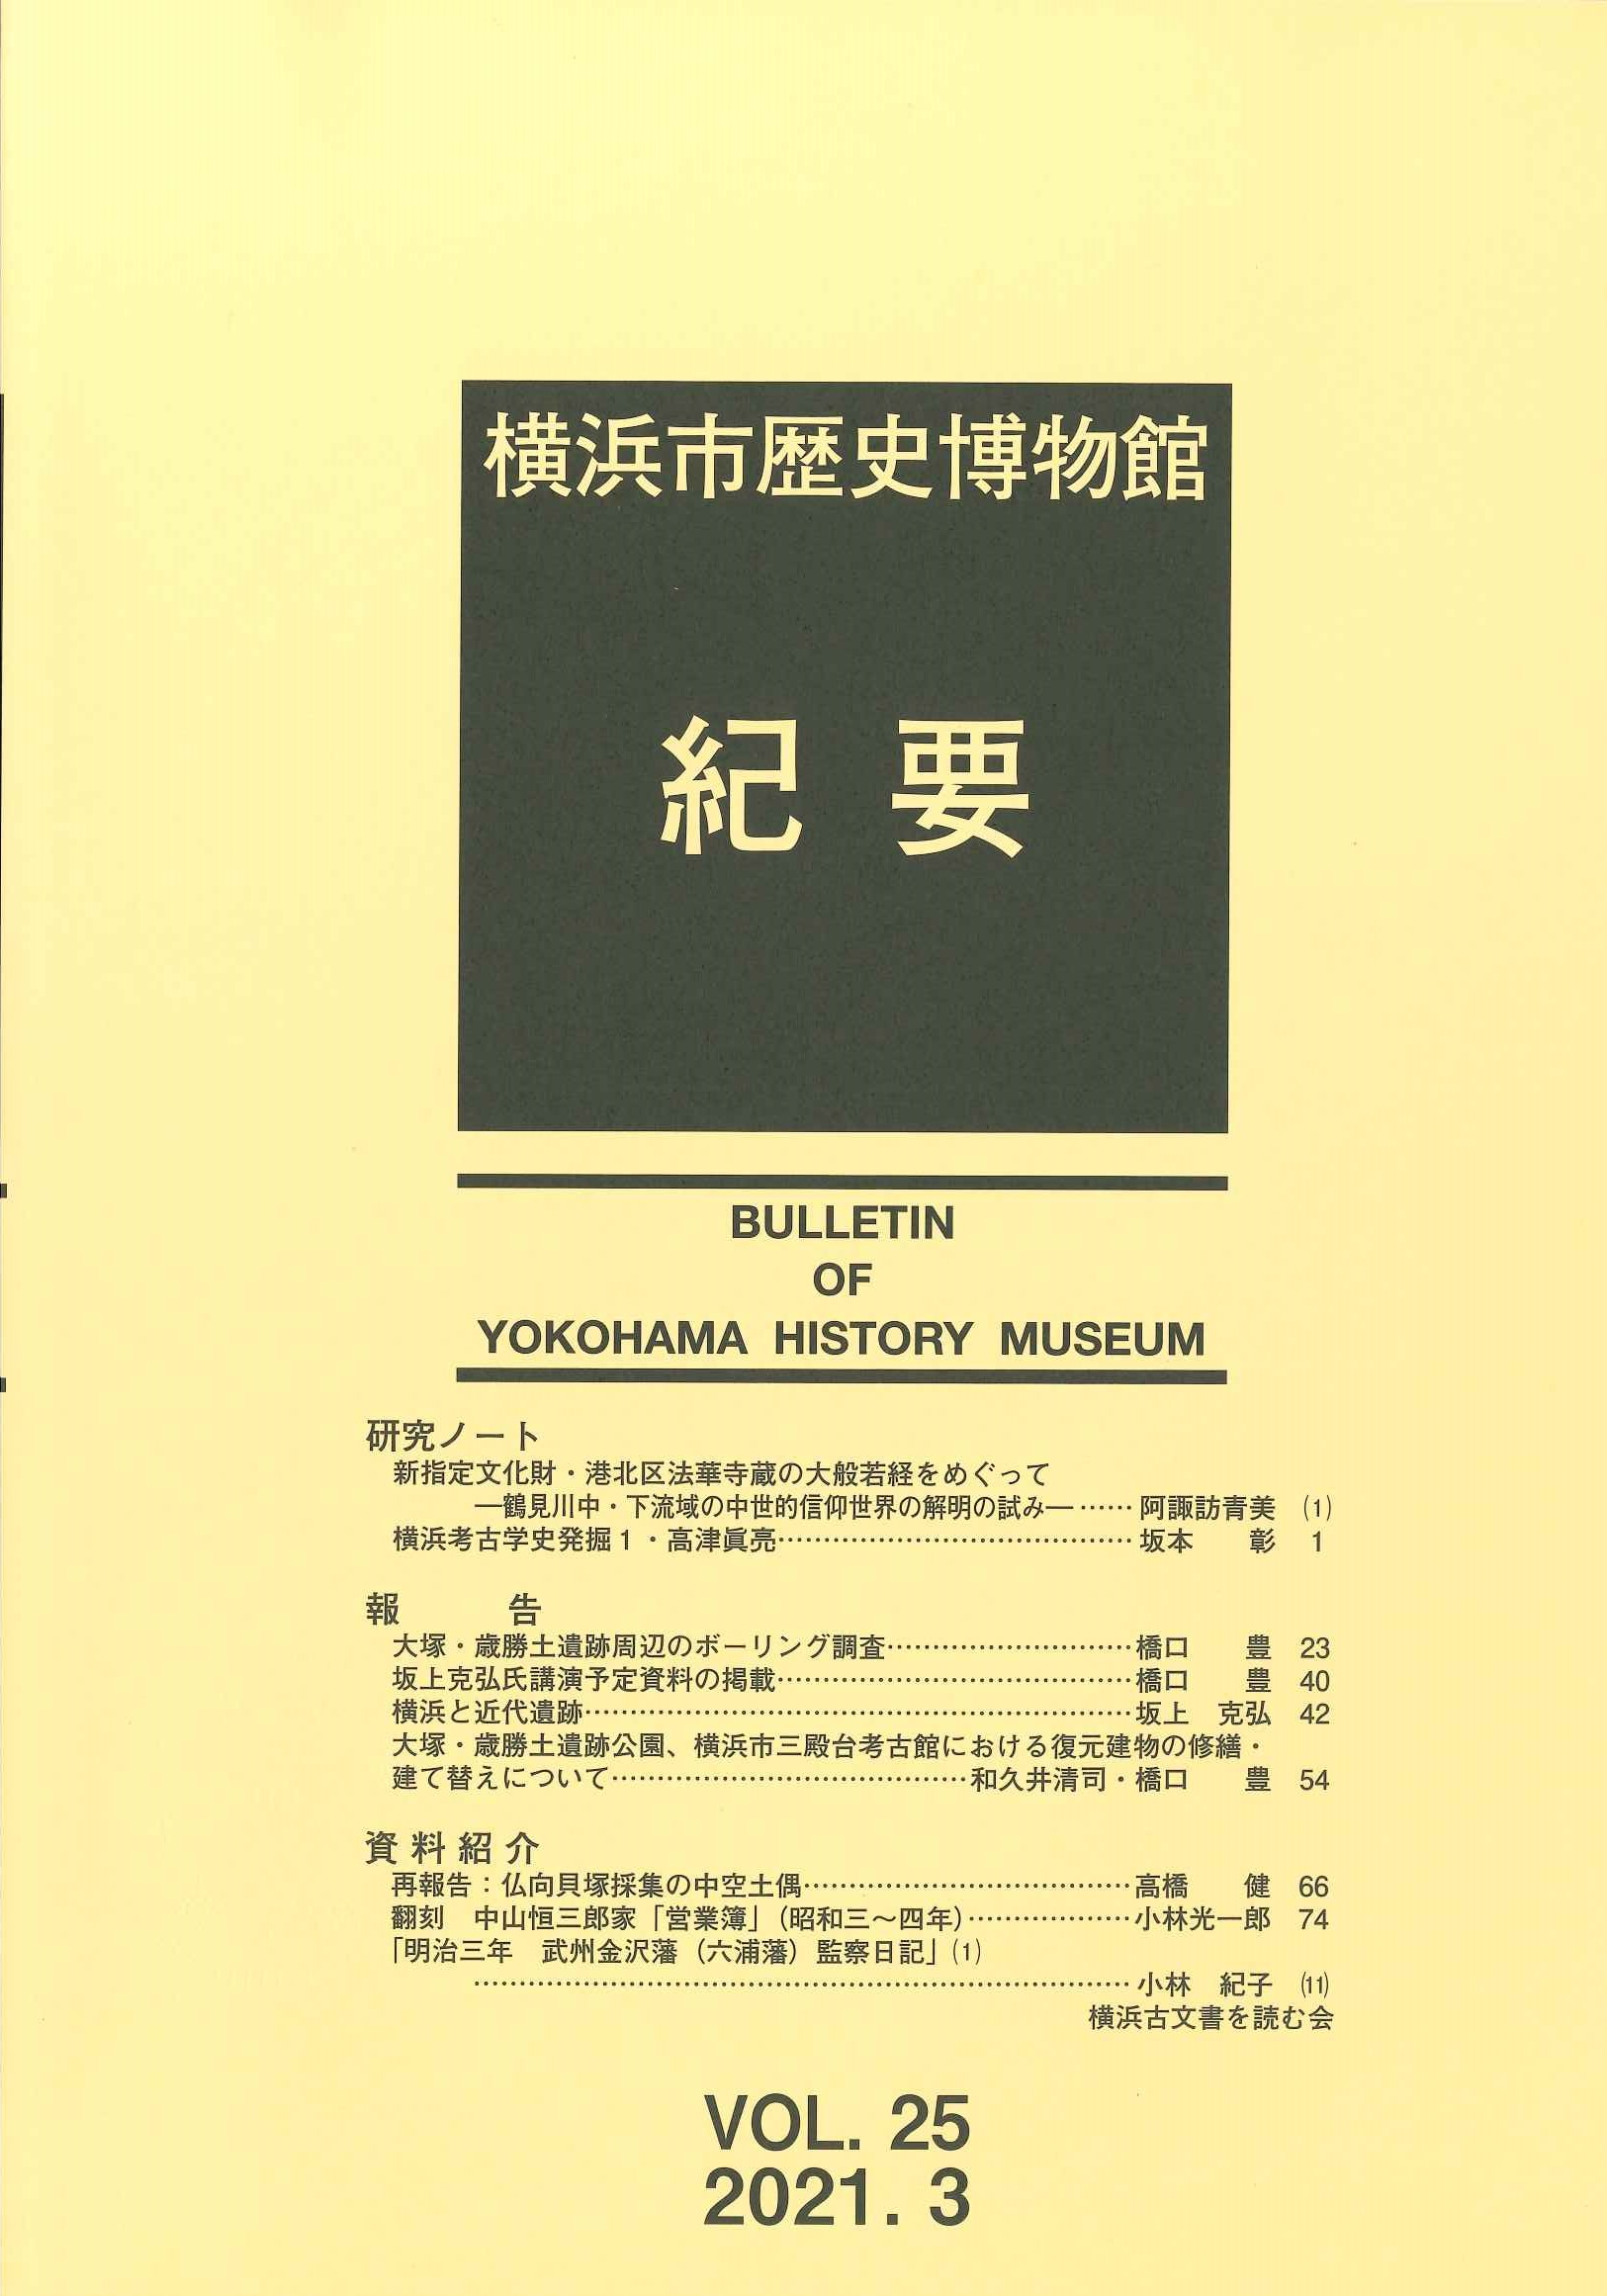 横浜市歴史博物館
紀要
BULLETIN
OF
YOKOHAMA HISTORY MUSEUM
研究ノート
新指定文化財・港北区法華寺蔵の大般若経をめぐって
―鶴見川中・下流域の中世的信仰世界の解明の試み― …… 阿諏訪青美 (1)
横浜考古学史発掘1・高津眞亮………………………………… 坂本　彰 1
報　告
大塚・歳勝土遺跡周辺のボーリング調査……………………… 橋口　豊 23
坂上克弘氏講演予定資料の掲載………………………………… 橋口　豊 40
横浜と近代遺跡…………………………………………………… 坂上　克弘 42
大塚・歳勝土遺跡公園、横浜市三殿台考古館における復元建物の修繕・
建て替えについて………………………………… 和久井清司・橋口　豊 54
資料紹介
再報告：仏向貝塚採集の中空土偶……………………………… 高橋　健 66
翻刻　中山恒三郎家「営業簿」（昭和三〜四年）……………… 小林光一郎 74
「明治三年　武州金沢藩（六浦藩）監察日記」(1)
……………………………………………………………… 小林　紀子 (11)
横浜古文書を読む会
VOL. 25
2021. 3